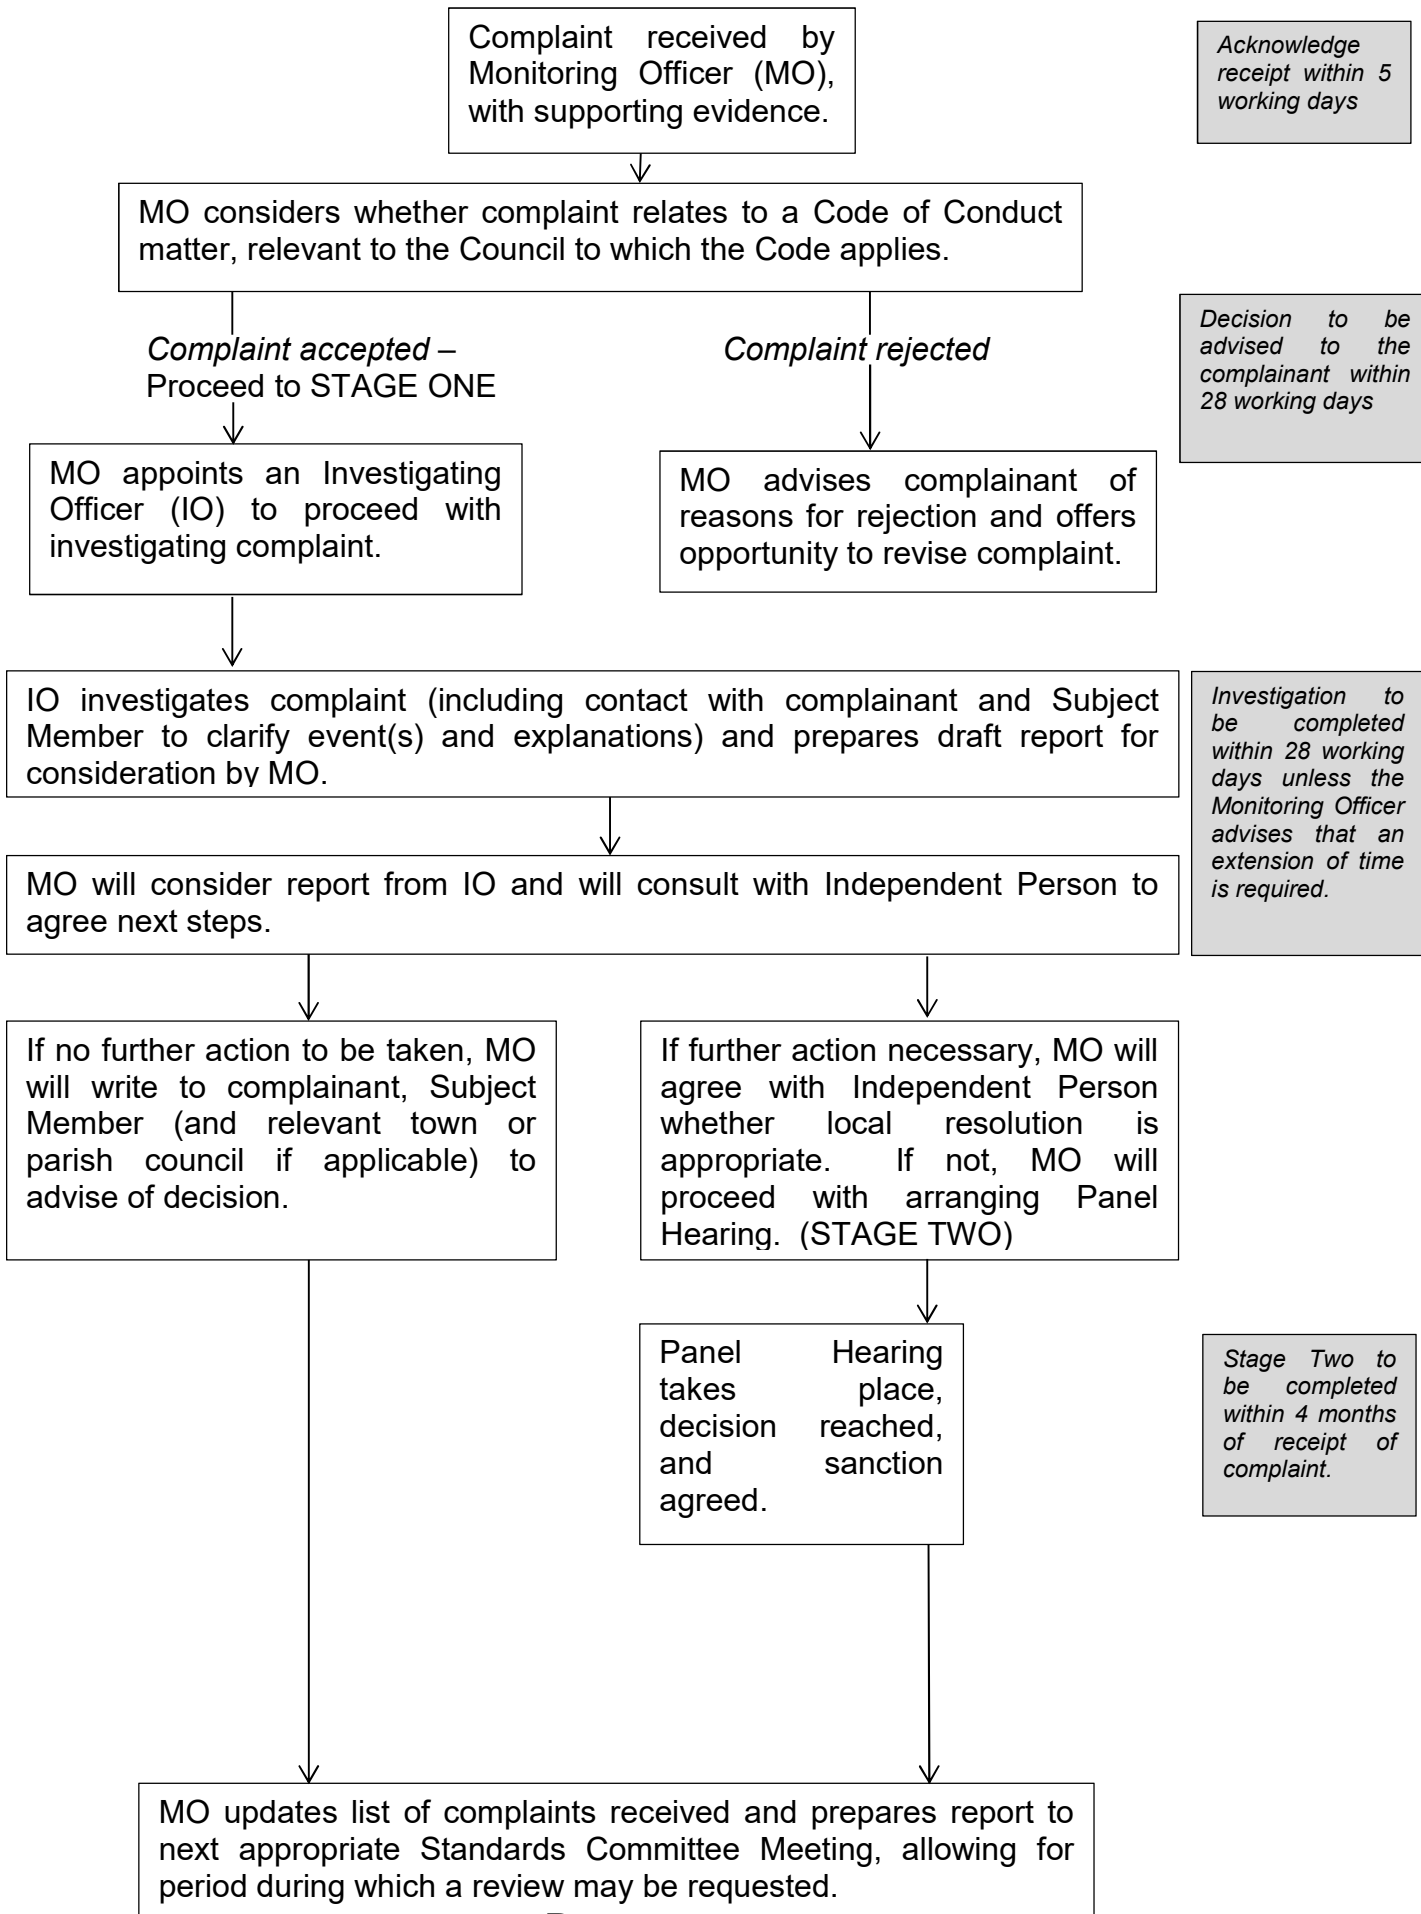 Complaint received by
Monitoring Officer (MO),
with supporting evidence.
Acknowledge
receipt within 5
working days
MO considers whether complaint relates to a Code of Conduct
matter, relevant to the Council to which the Code applies.
Complaint accepted –
Proceed to STAGE ONE
Complaint rejected
Decision to be
advised to the
complainant within
28 working days
MO appoints an Investigating
Officer (IO) to proceed with
investigating complaint.
MO advises complainant of
reasons for rejection and offers
opportunity to revise complaint.
IO investigates complaint (including contact with complainant and Subject
Member to clarify event(s) and explanations) and prepares draft report for
consideration by MO.
Investigation to
be completed
within 28 working
days unless the
Monitoring Officer
advises that an
extension of time
is required.
MO will consider report from IO and will consult with Independent Person to
agree next steps.
If no further action to be taken, MO
will write to complainant, Subject
Member (and relevant town or
parish council if applicable) to
advise of decision.
If further action necessary, MO will
agree with Independent Person
whether local resolution is
appropriate. If not, MO will
proceed with arranging Panel
Hearing. (STAGE TWO)
Panel Hearing
takes place,
decision reached,
and sanction
agreed.
Stage Two to
be completed
within 4 months
of receipt of
complaint.
MO updates list of complaints received and prepares report to
next appropriate Standards Committee Meeting, allowing for
period during which a review may be requested.